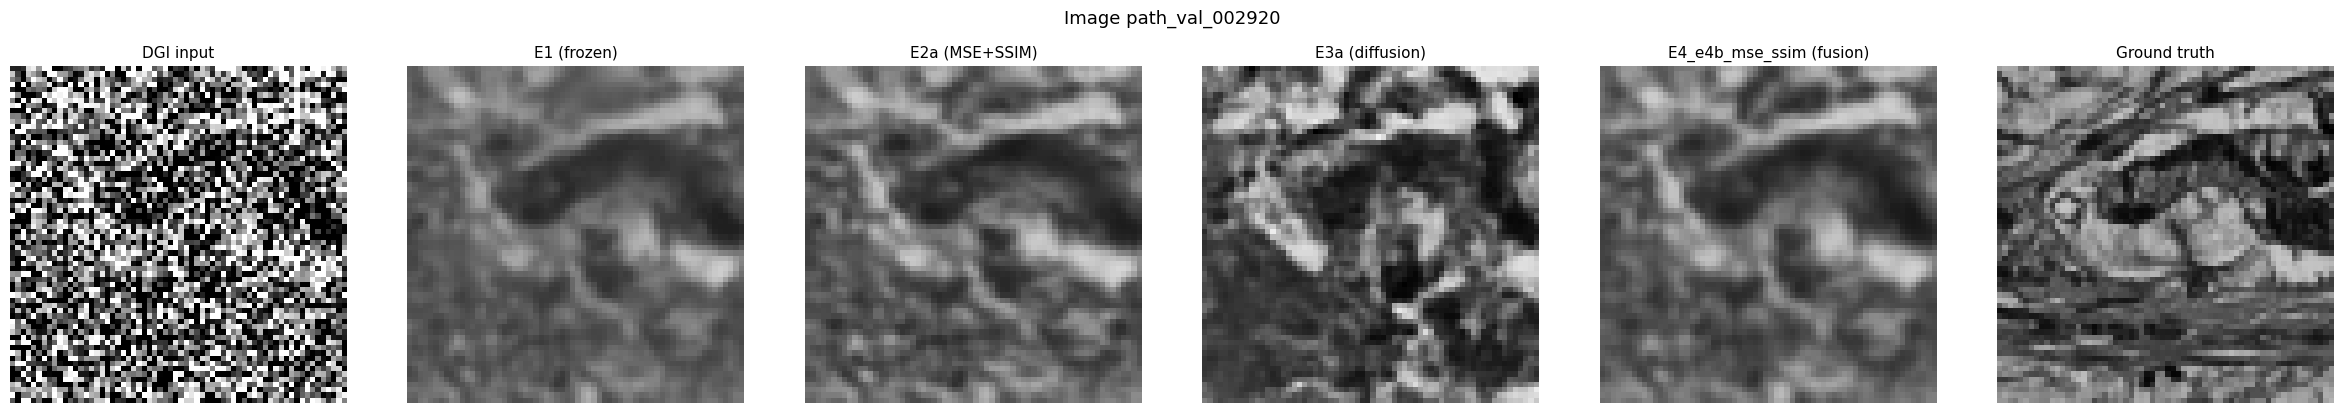 Image path_val_002920
DGI input
E1 (frozen)
E2a (MSE+SSIM)
E3a (diffusion)
E4_e4b_mse_ssim (fusion)
Ground truth